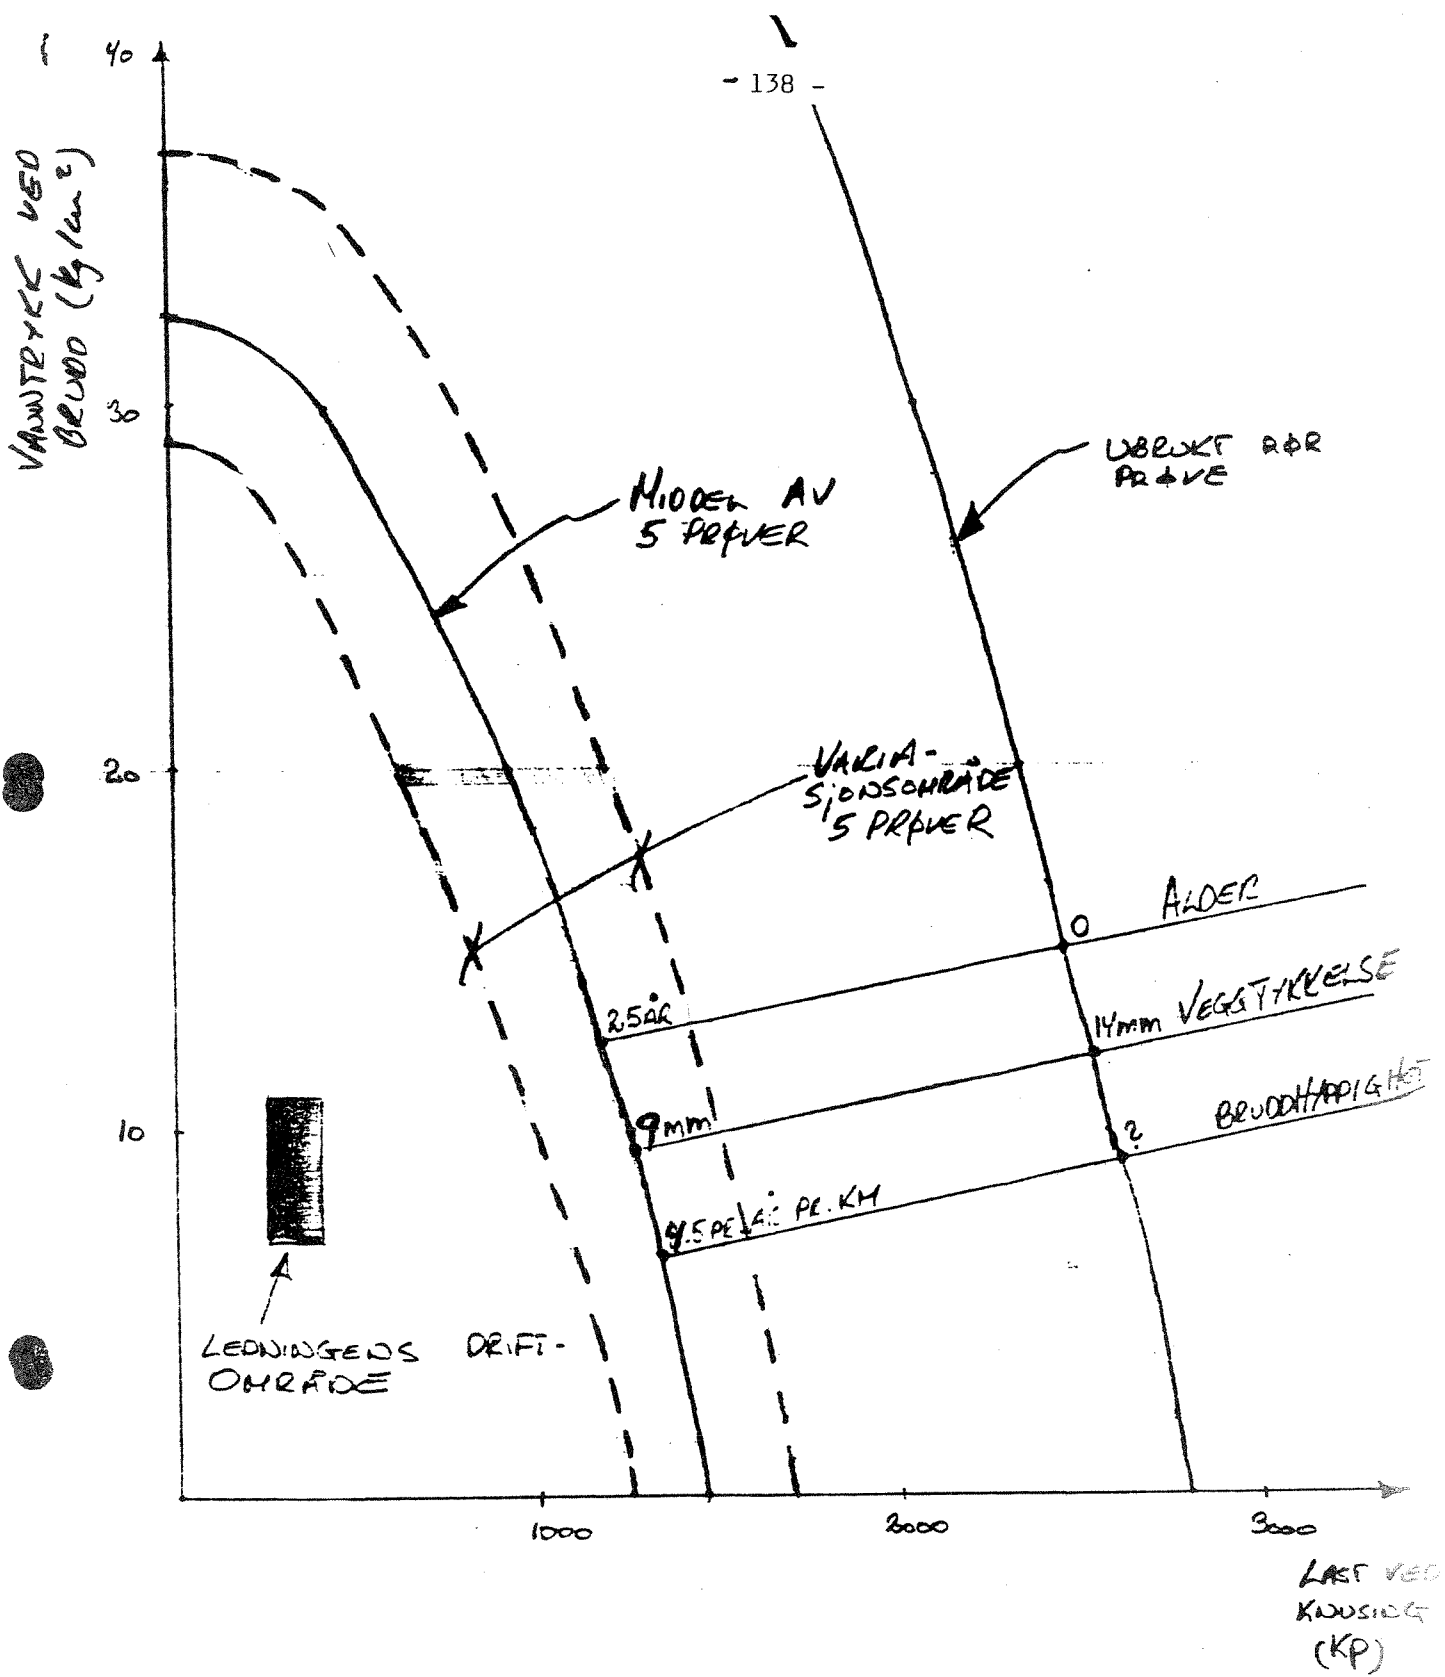 - 138 -
40
VANNTRYKK VED
BRUDD (kg/cm²)
30
UBRUKT RØR
PRØVE
MIDDEL AV
5 PRØVER
20
VARIA-
SJONSOMRÅDE
5 PRØVER
ALDER
0
25 ÅR
14mm VEGGTYKKELSE
9mm
10
BRUDDHYPPIGHET
?
PR. ÅR PR. KM
LEDNINGENS DRIFT-
OMRÅDE
1000
2000
3000
LAST VED
KNUSING
(KP)